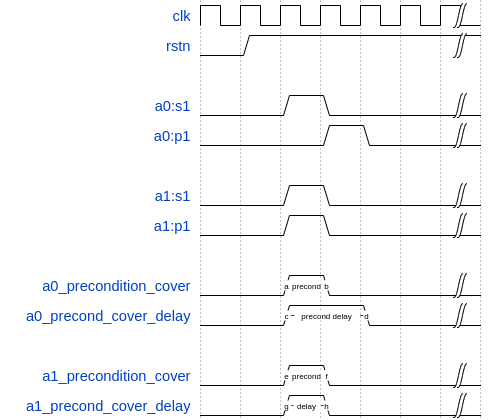 clk
rstn
a0:s1
a0:p1
a1:s1
a1:p1
a0_precondition_cover a precond b
a0_precond_cover_delay c precond delay d
a1_precondition_cover e precond f
a1_precond_cover_delay g delay h